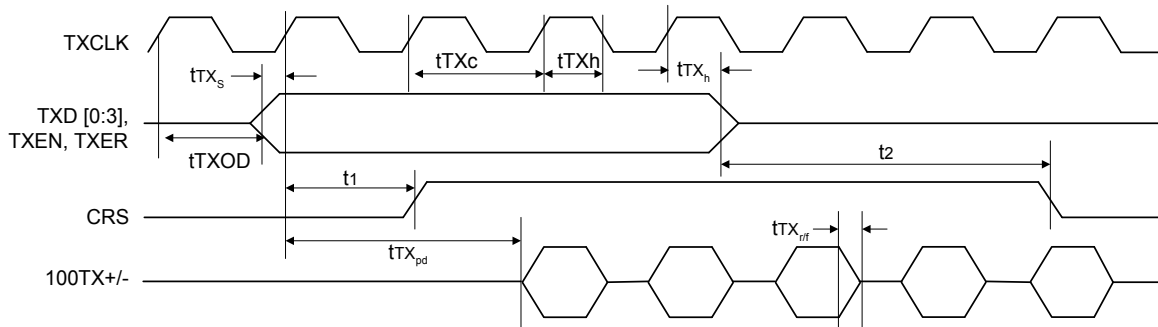 TXCLK
tTXc
tTXh
tTXh
tTXS
TXD [0:3],
TXEN, TXER
tTXOD
t2
t1
CRS
tTXr/f
tTXpd
100TX+/-